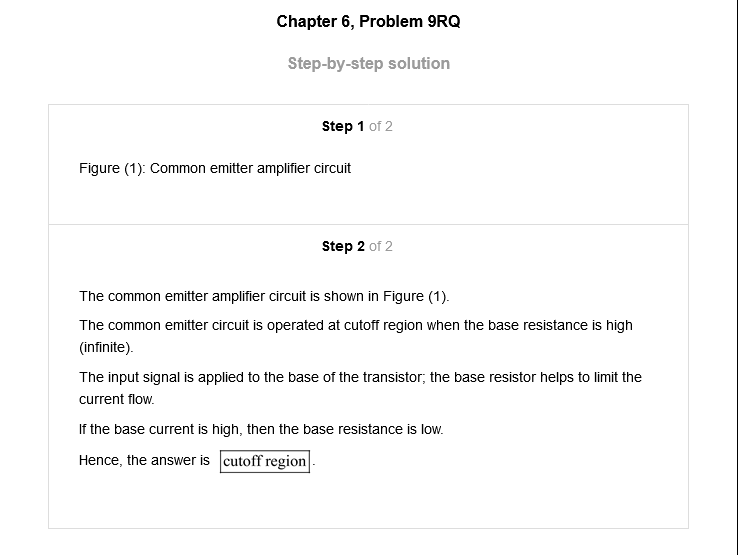 Chapter 6, Problem 9RQ
Step-by-step solution
Step 1 of 2
Figure (1): Common emitter amplifier circuit
Step 2 of 2
The common emitter amplifier circuit is shown in Figure (1).
The common emitter circuit is operated at cutoff region when the base resistance is high
(infinite).
The input signal is applied to the base of the transistor; the base resistor helps to limit the
current flow.
If the base current is high, then the base resistance is low.
Hence, the answer is cutoff region.